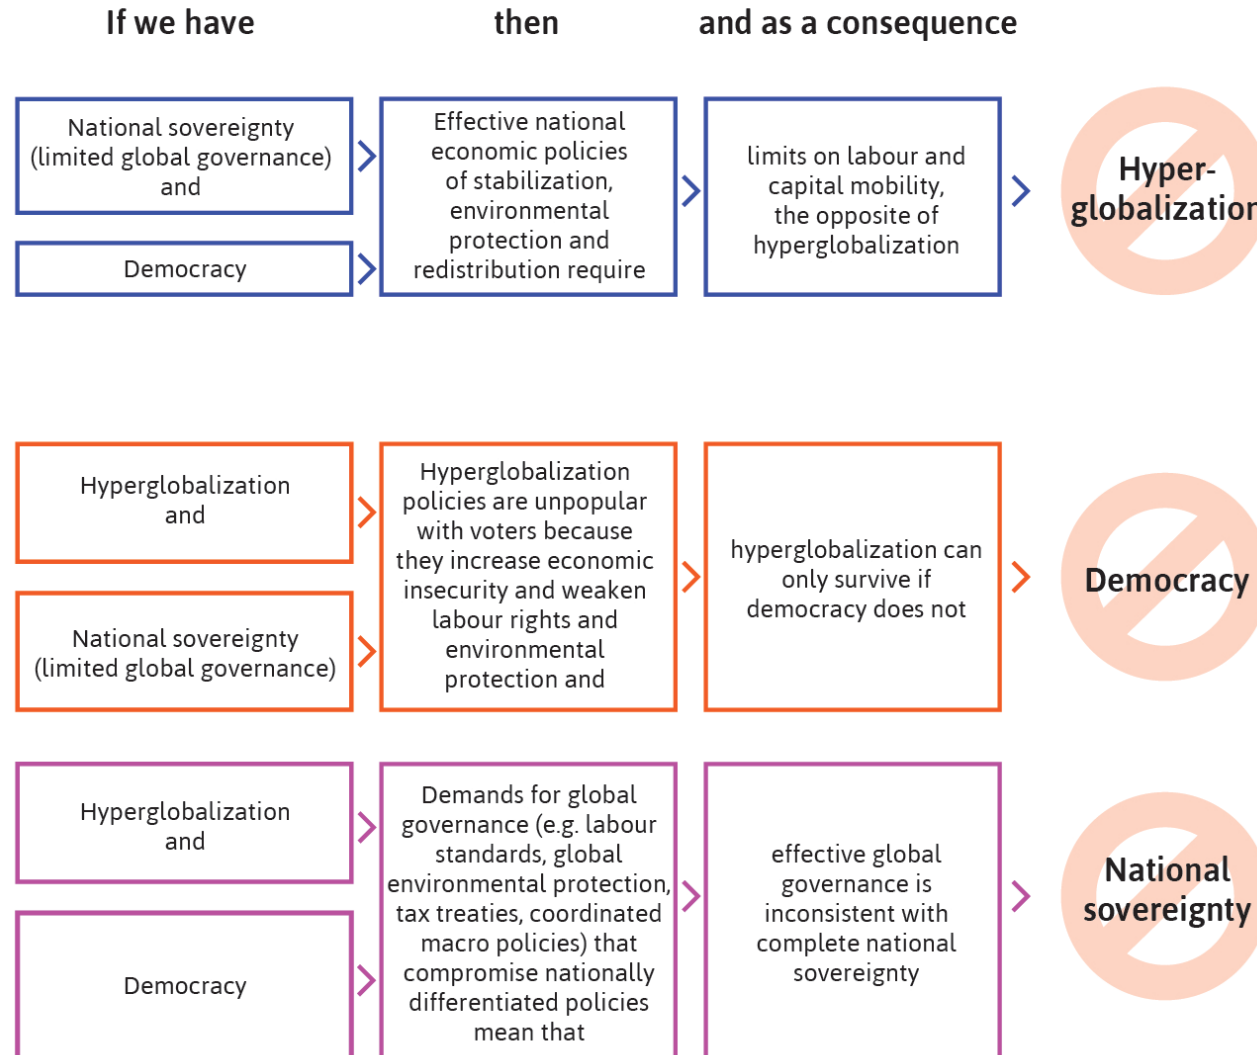 If we have
then
and as a consequence
National sovereignty
(limited global governance)
and
Democracy
Effective national
economic policies
of stabilization,
environmental
protection and
redistribution require
limits on labour and
capital mobility,
the opposite of
hyperglobalization
Hyper-
globalization
Hyperglobalization
and
National sovereignty
(limited global governance)
Hyperglobalization
policies are unpopular
with voters because
they increase economic
insecurity and weaken
labour rights and
environmental
protection and
hyperglobalization can
only survive if
democracy does not
Democracy
Hyperglobalization
and
Democracy
Demands for global
governance (e.g. labour
standards, global
environmental protection,
tax treaties, coordinated
macro policies) that
compromise nationally
differentiated policies
mean that
effective global
governance is
inconsistent with
complete national
sovereignty
National
sovereignty